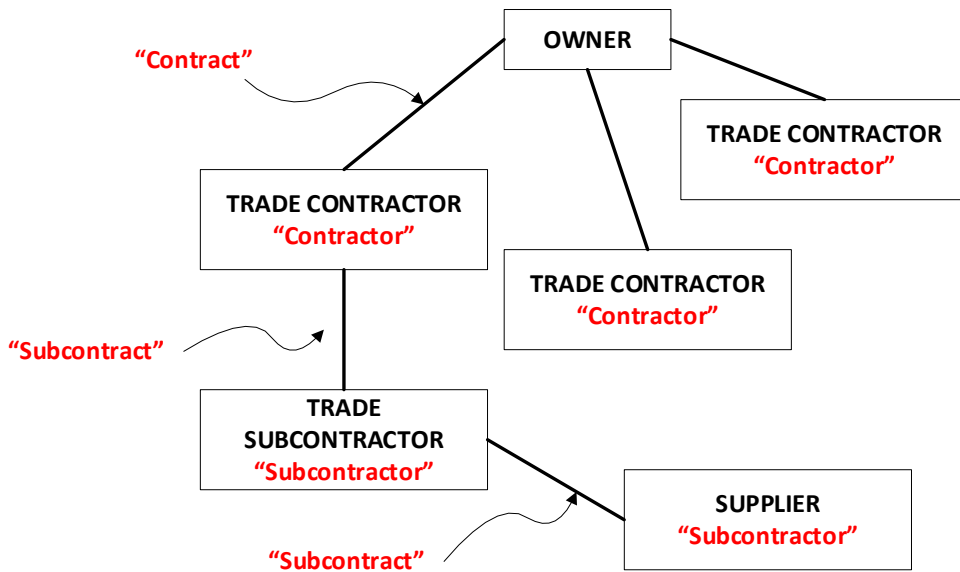 OWNER
“Contract”
TRADE CONTRACTOR
“Contractor”
TRADE CONTRACTOR
“Contractor”
TRADE CONTRACTOR
“Contractor”
“Subcontract”
TRADE
SUBCONTRACTOR
“Subcontractor”
SUPPLIER
“Subcontractor”
“Subcontract”